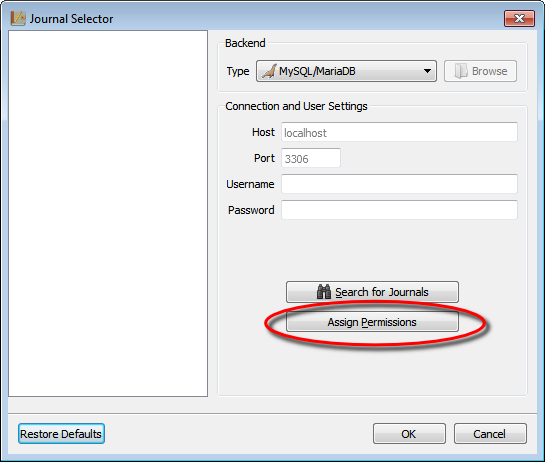 Journal Selector
Backend
Type MySQL/MariaDB Browse
Connection and User Settings
Host localhost
Port 3306
Username
Password
Search for Journals
Assign Permissions
Restore Defaults OK Cancel